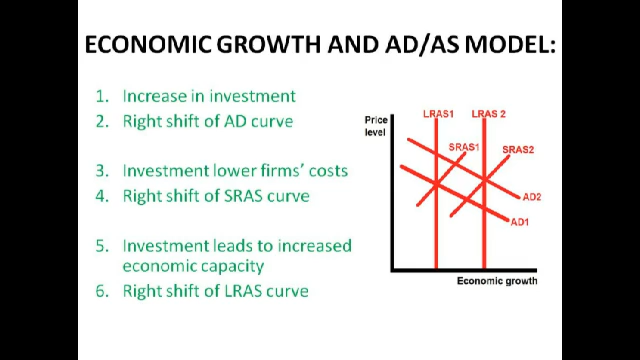 ECONOMIC GROWTH AND AD/AS MODEL:
1. Increase in investment
2. Right shift of AD curve
3. Investment lower firms' costs
4. Right shift of SRAS curve
5. Investment leads to increased
economic capacity
6. Right shift of LRAS curve
Price
level
LRAS1
LRAS 2
SRAS1
SRAS2
AD2
AD1
Economic growth